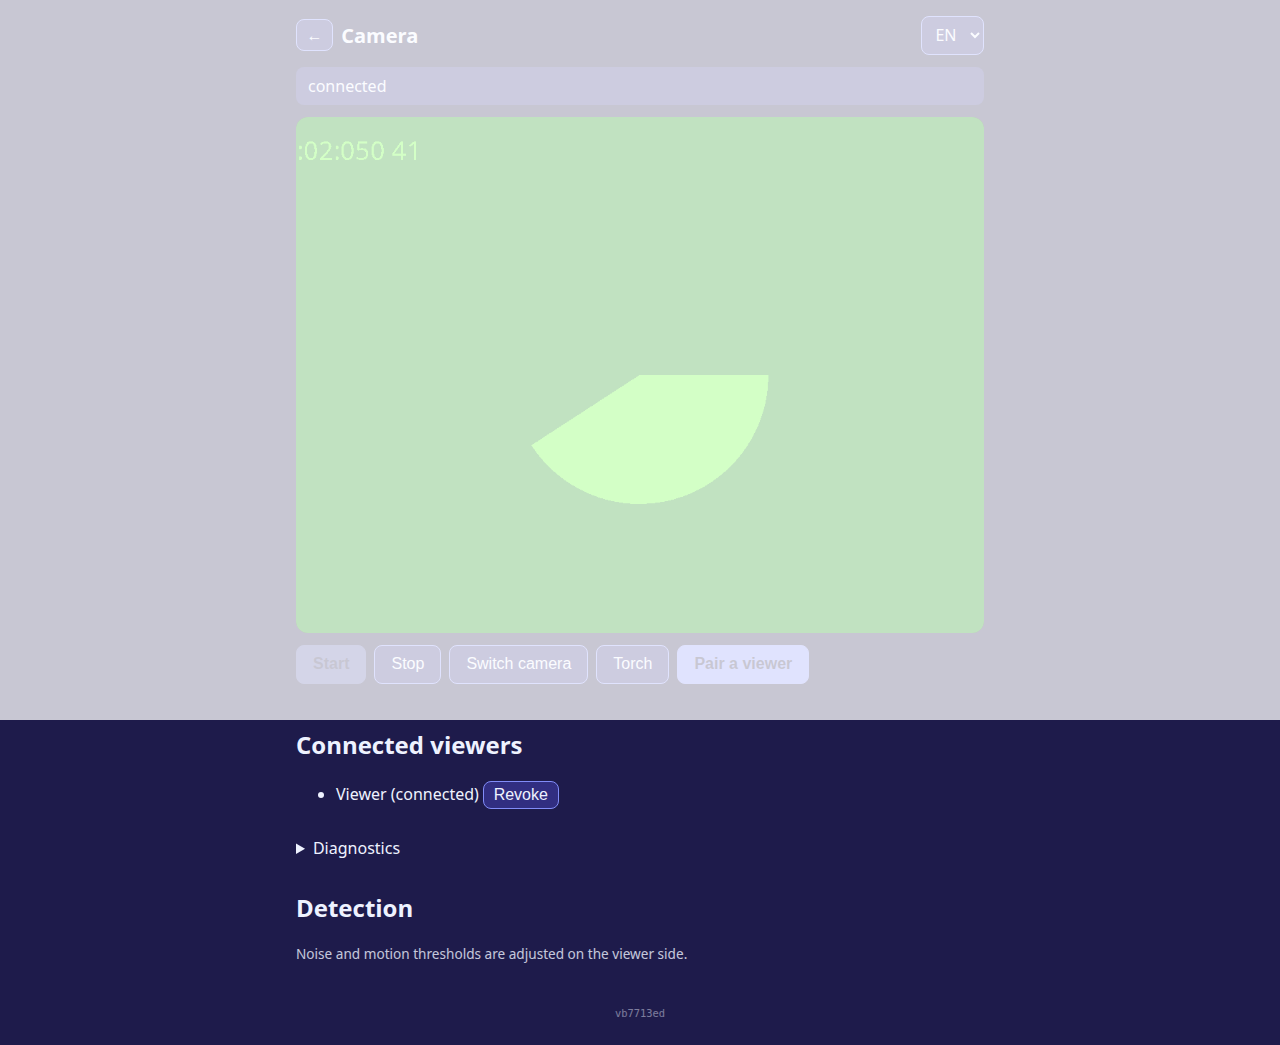 ← Camera EN
connected
:02:050 41
Start Stop Switch camera Torch Pair a viewer
Connected viewers
Viewer (connected) Revoke
Diagnostics
Detection
Noise and motion thresholds are adjusted on the viewer side.
vb7713ed